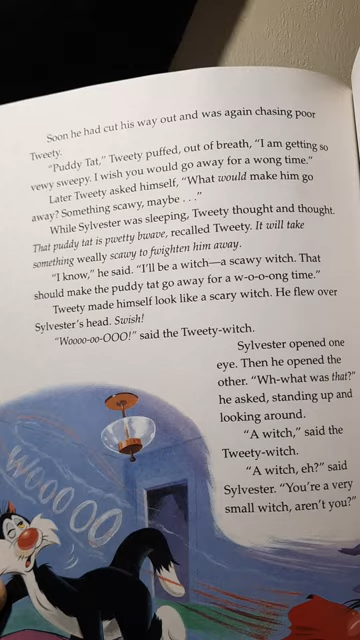 Soon he had cut his way out and was again chasing poor
Tweety.
"Puddy Tat," Tweety puffed, out of breath, "I am getting so
vewy sweepy. I wish you would go away for a wong time."
Later Tweety asked himself, "What would make him go
away? Something scawy, maybe . . ."
While Sylvester was sleeping, Tweety thought and thought.
That puddy tat is pwetty bwave, recalled Tweety. It will take
something weally scawy to fwighten him away.
"I know," he said. "I'll be a witch—a scawy witch. That
should make the puddy tat go away for a w-o-o-ong time."
Tweety made himself look like a scary witch. He flew over
Sylvester's head. Swish!
"Woooo-oo-OOO!" said the Tweety-witch.
Sylvester opened one
eye. Then he opened the
other. "Wh-what was that?"
he asked, standing up and
looking around.
"A witch," said the
Tweety-witch.
"A witch, eh?" said
Sylvester. "You're a very
small witch, aren't you?"
WOOOOOO